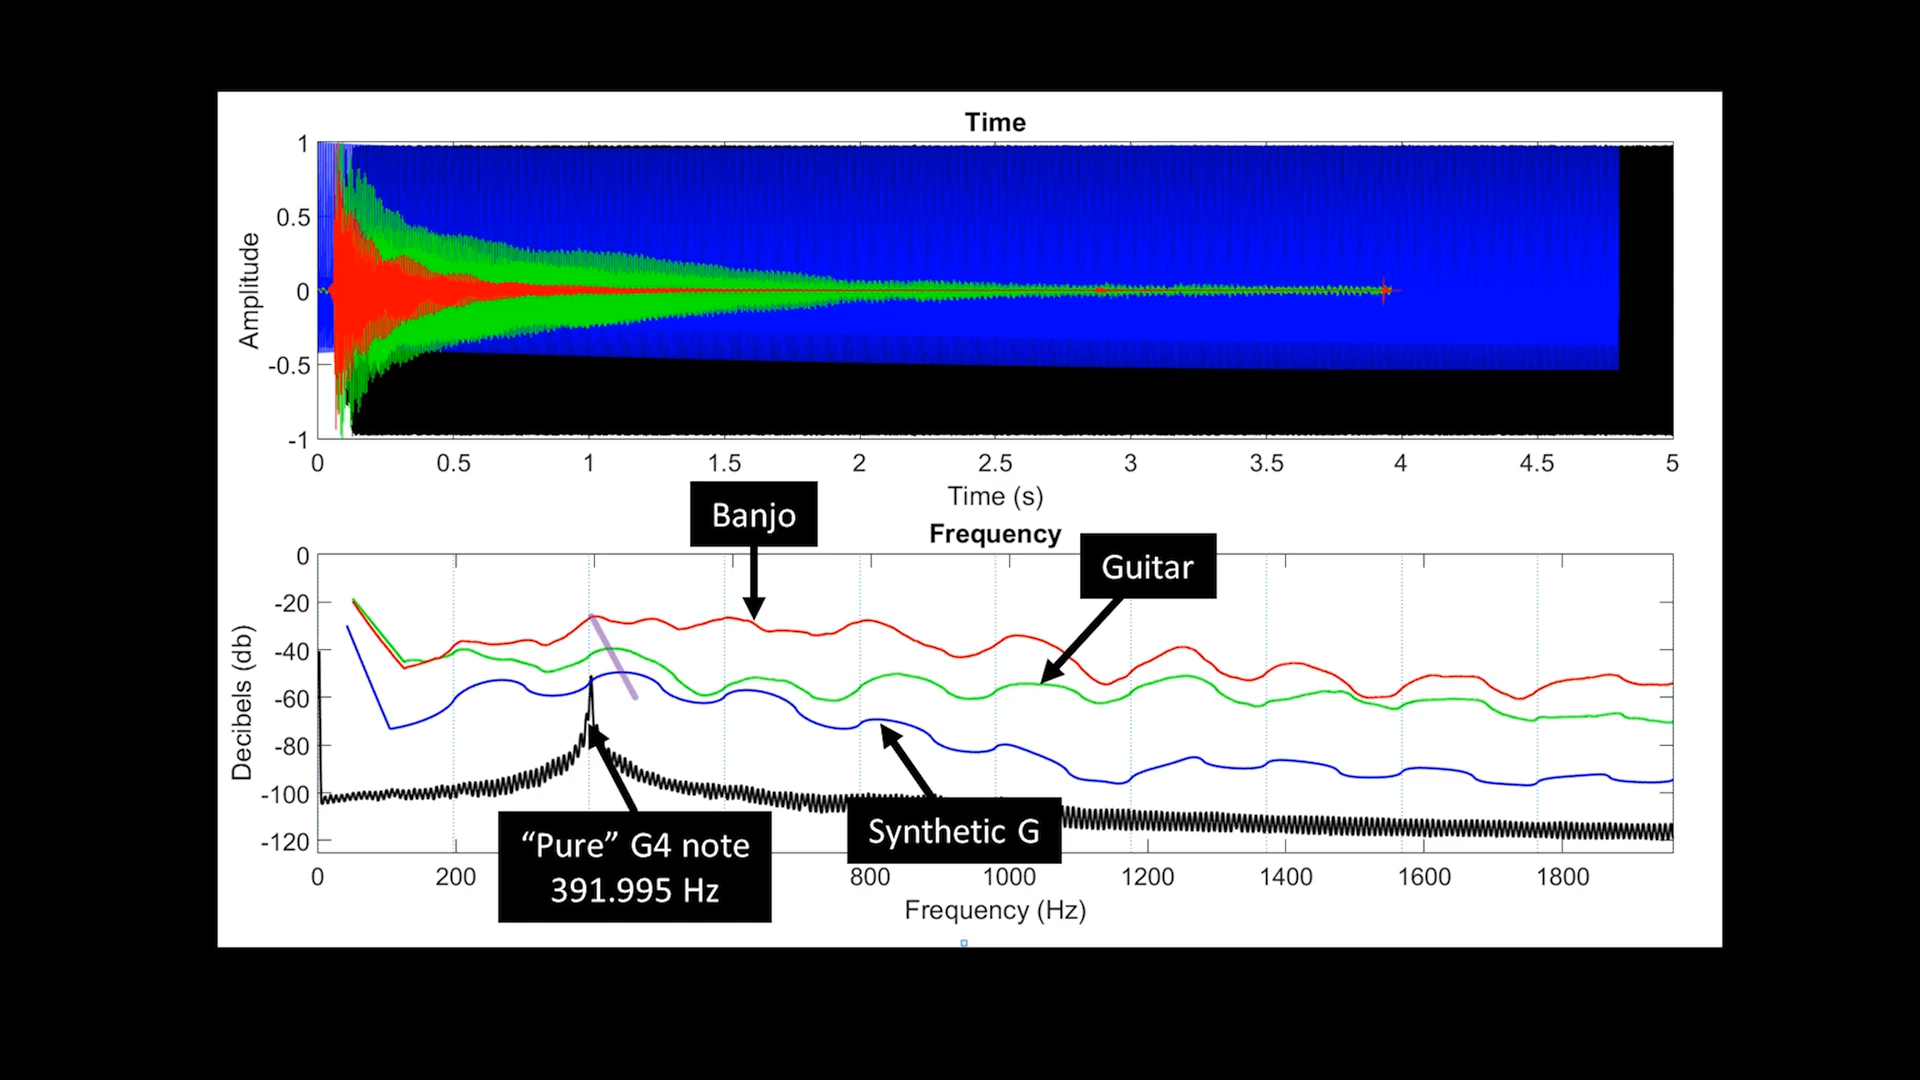 Time
1
0.5
0
-0.5
-1
Amplitude
0 0.5 1 1.5 2 2.5 3 3.5 4 4.5 5
Time (s)
Banjo
Frequency
Guitar
0
-20
-40
-60
-80
-100
-120
Decibels (db)
Synthetic G
“Pure” G4 note
391.995 Hz
0 200 800 1000 1200 1400 1600 1800
Frequency (Hz)